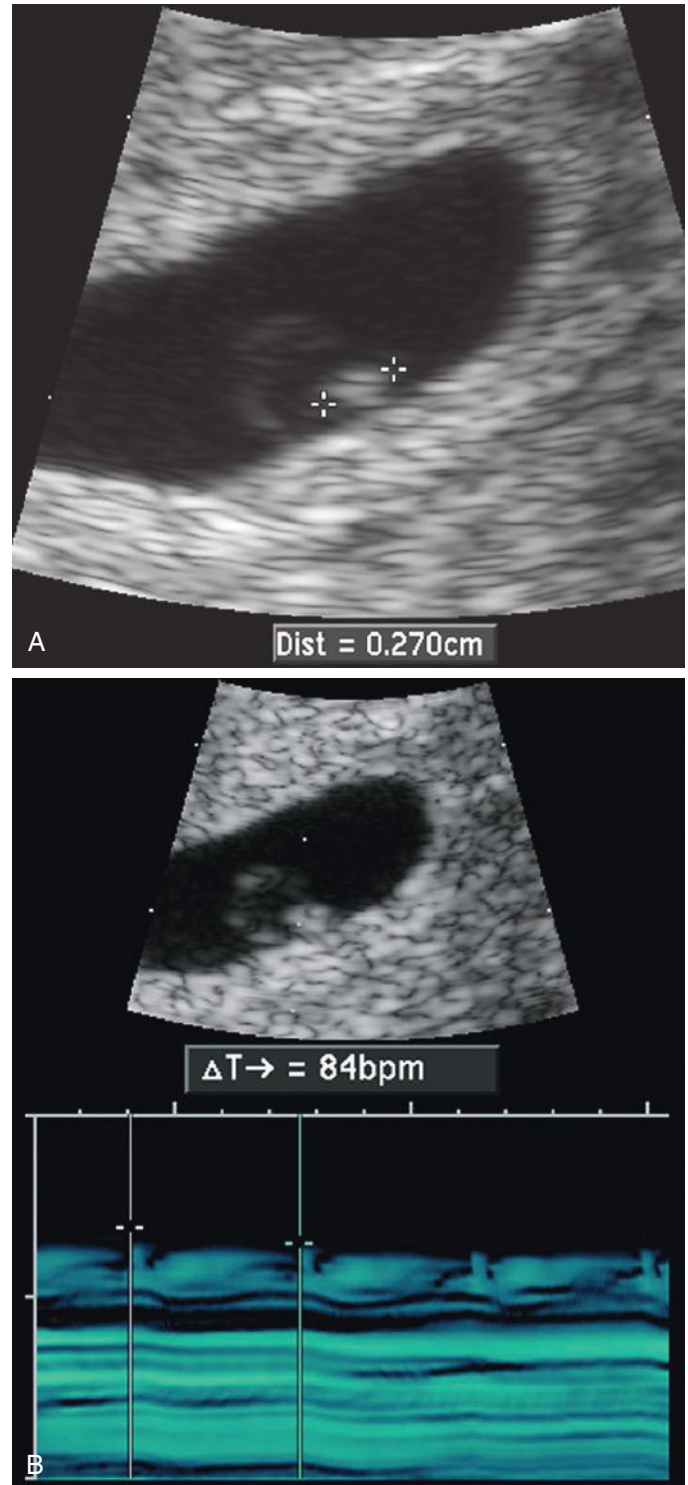 A
Dist = 0.270cm
ΔT→ = 84bpm
B